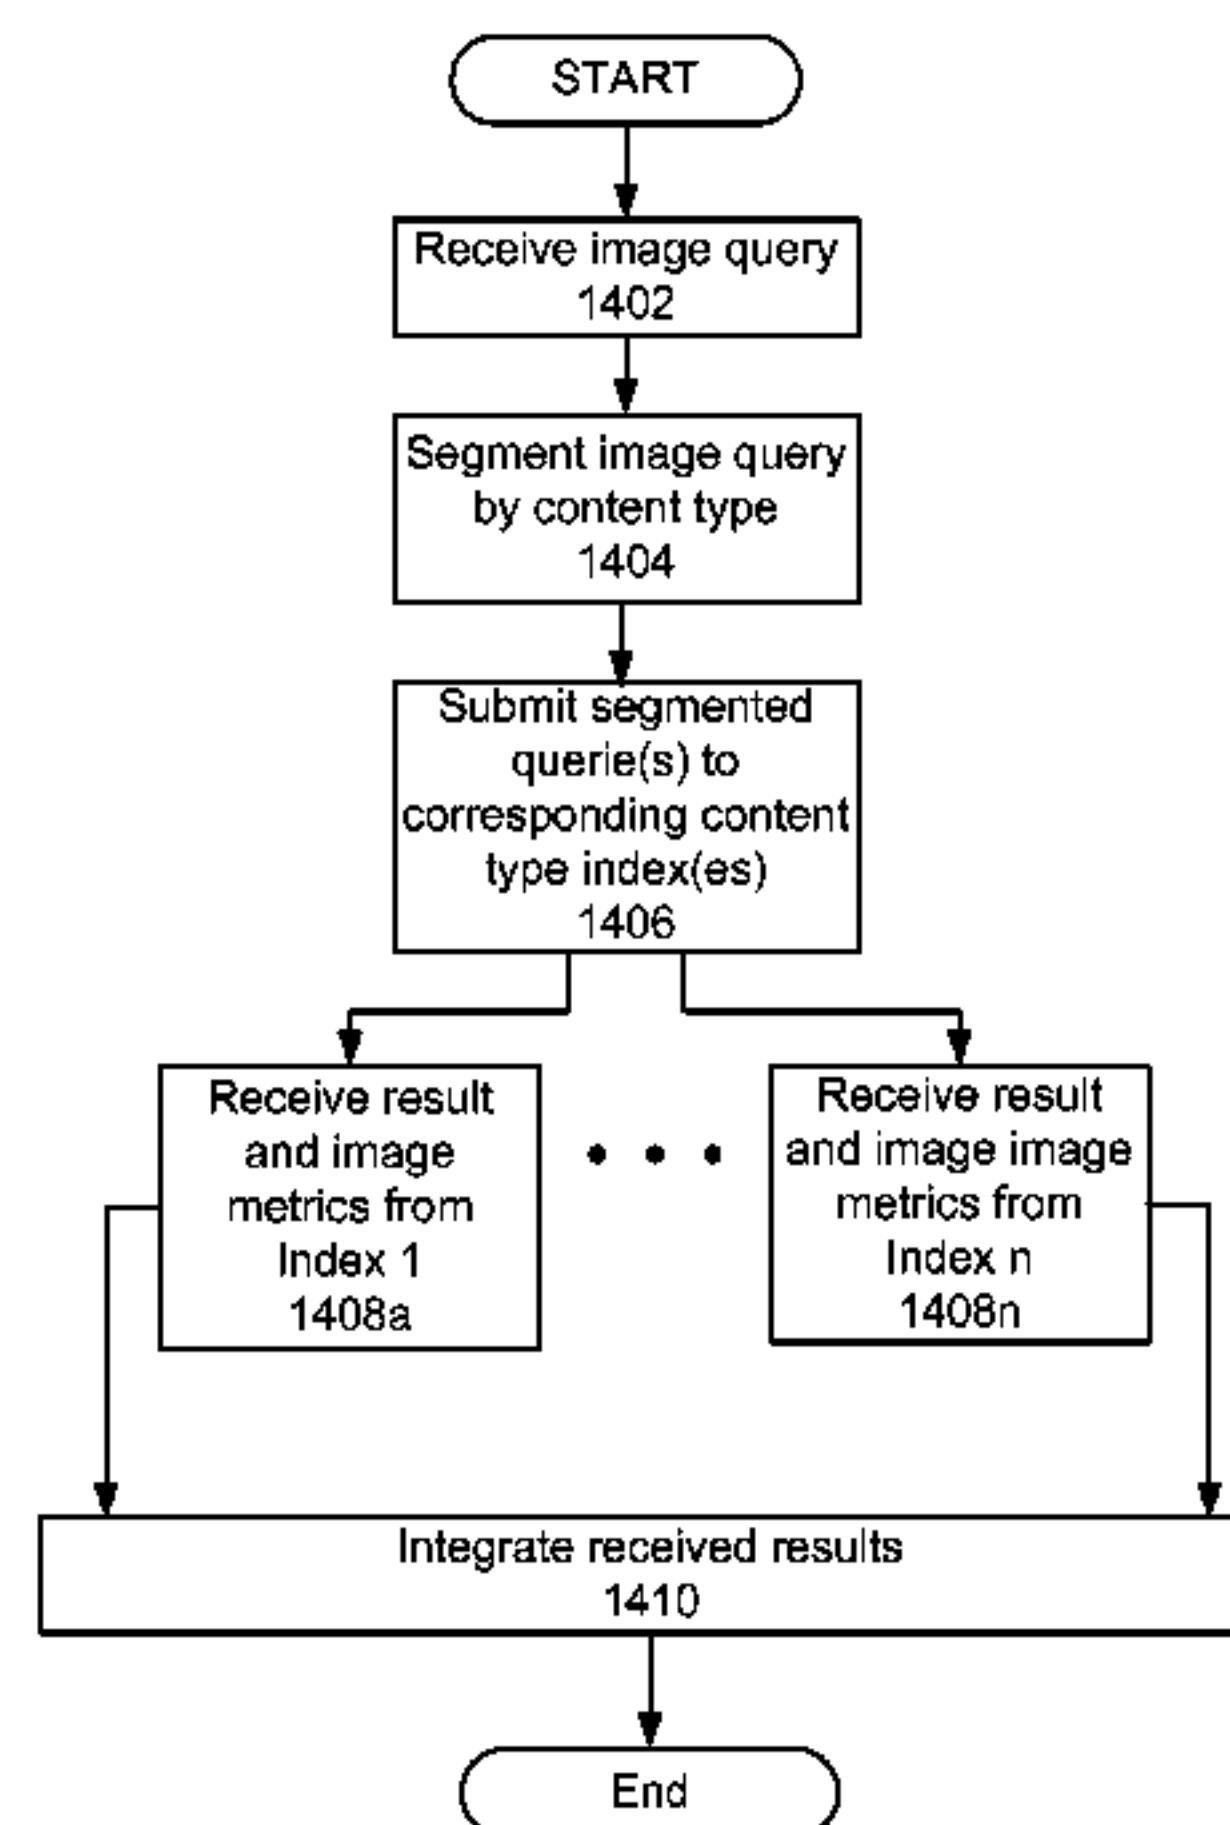 START
Receive image query
1402
Segment image query
by content type
1404
Submit segmented
querie(s) to
corresponding content
type index(es)
1406
Receive result
and image
metrics from
Index 1
1408a
Receive result
and image image
metrics from
Index n
1408n
Integrate received results
1410
End